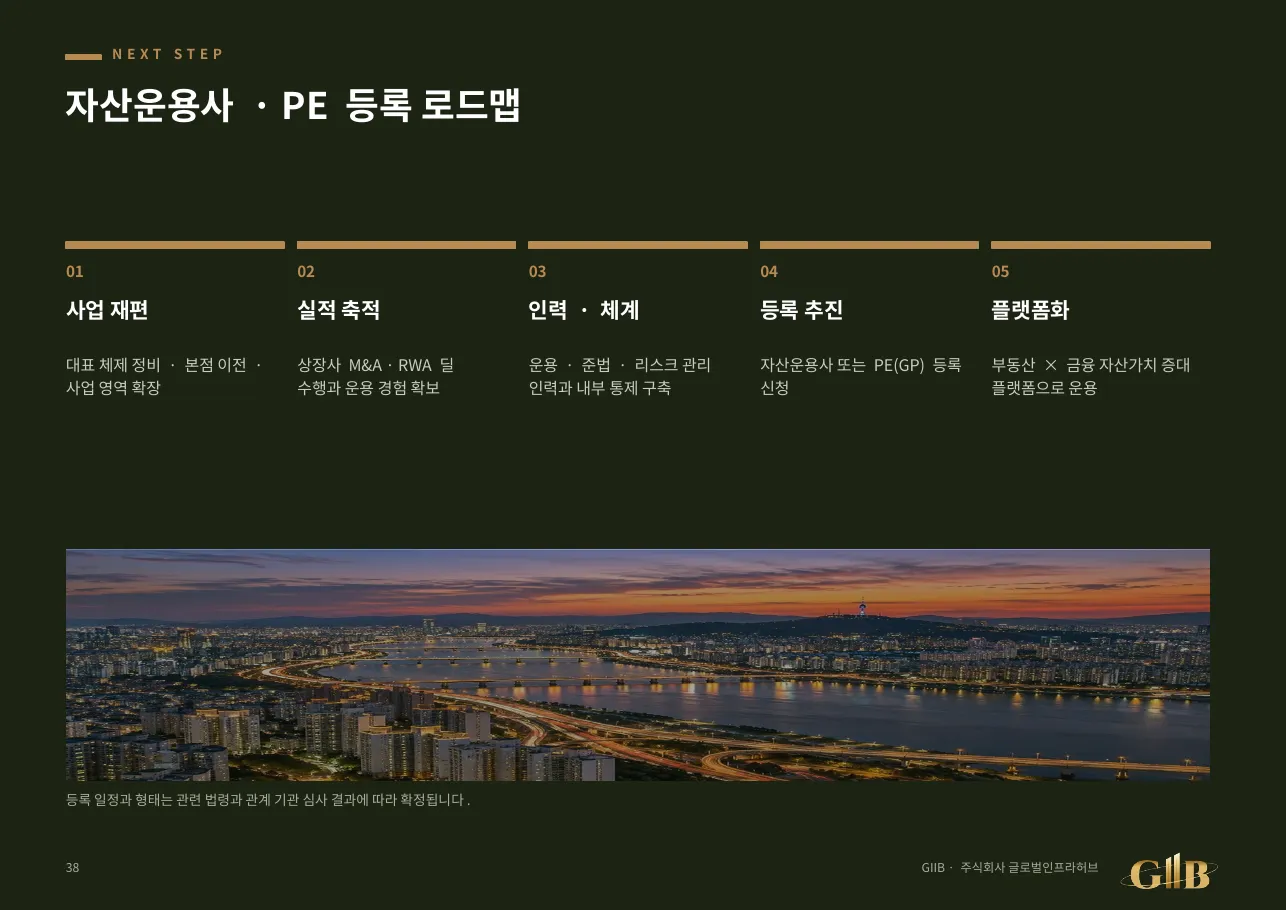 NEXT STEP
자산운용사 · PE 등록 로드맵
01
사업 재편
대표 체제 정비 · 본점 이전 ·
사업 영역 확장
02
실적 축적
상장사 M&A · RWA 딜
수행과 운용 경험 확보
03
인력 · 체계
운용 · 준법 · 리스크 관리
인력과 내부 통제 구축
04
등록 추진
자산운용사 또는 PE(GP) 등록
신청
05
플랫폼화
부동산 × 금융 자산가치 증대
플랫폼으로 운용
등록 일정과 형태는 관련 법령과 관계 기관 심사 결과에 따라 확정됩니다 .
38
GIIB · 주식회사 글로벌인프라허브
GIIB